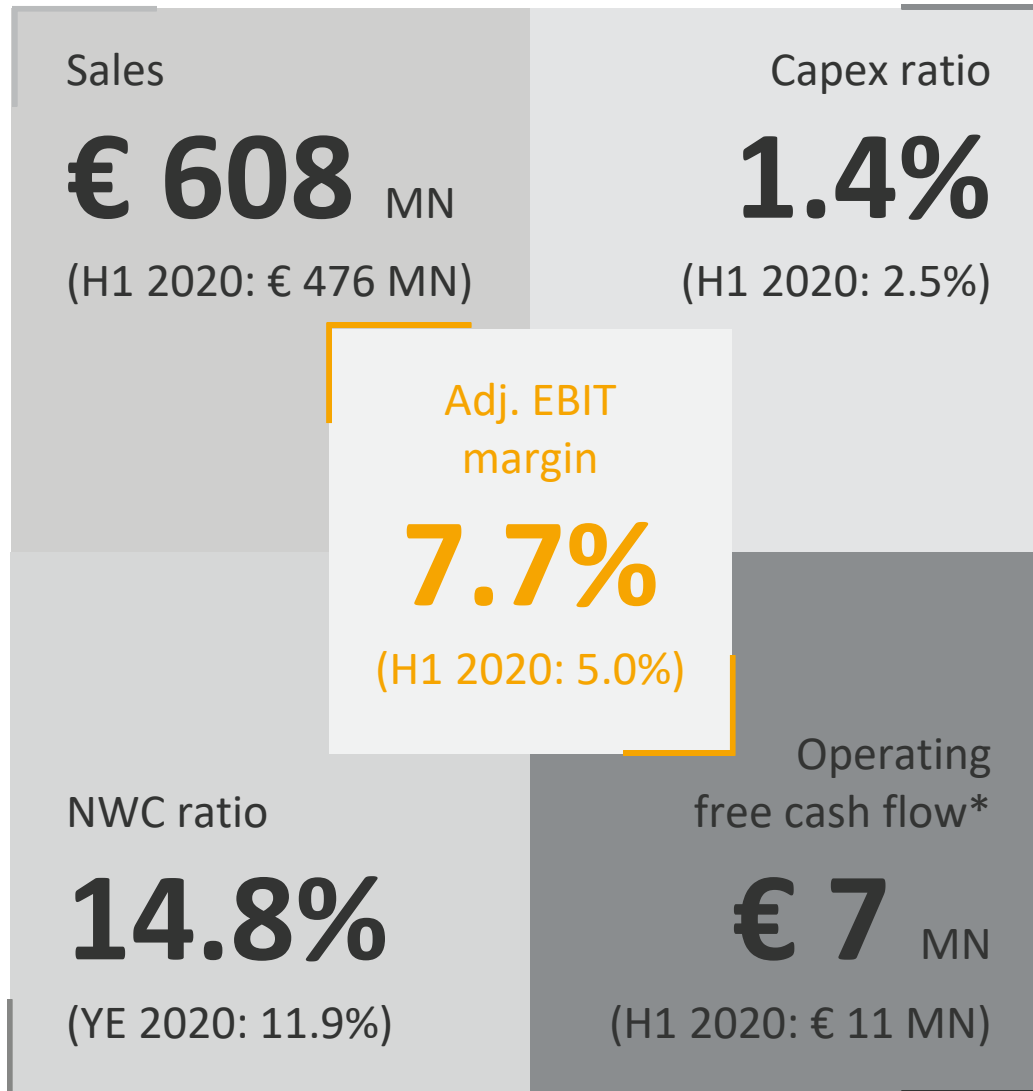 Sales
€ 608 MN
(H1 2020: € 476 MN)
Capex ratio
1.4%
(H1 2020: 2.5%)
Adj. EBIT
margin
7.7%
(H1 2020: 5.0%)
NWC ratio
14.8%
(YE 2020: 11.9%)
Operating
free cash flow*
€ 7 MN
(H1 2020: € 11 MN)